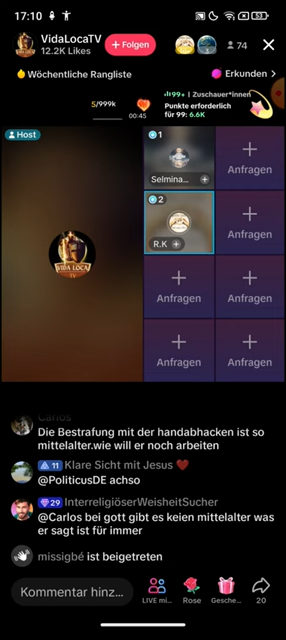 17:10
53
VidaLocaTV
12.2K Likes
+ Folgen
74
Wöchentliche Rangliste
Erkunden >
5/999k
00:45
99+ | Zuschauer*innen
Punkte erforderlich
für 99: 6.6K
Host
1
Selmina...
2
R.K
Anfragen
Anfragen
Anfragen
Anfragen
Anfragen
Anfragen
VIDA LOCA
TV
Carlos
Die Bestrafung mit der handabhacken ist so
mittelalter.wie will er noch arbeiten
11 Klare Sicht mit Jesus ❤️
@PoliticusDE achso
29 InterreligiöserWeisheitSucher
@Carlos bei gott gibt es keien mittelalter was
er sagt ist für immer
missigbé ist beigetreten
Kommentar hinz...
LIVE mi...
Rose
Gesche...
20